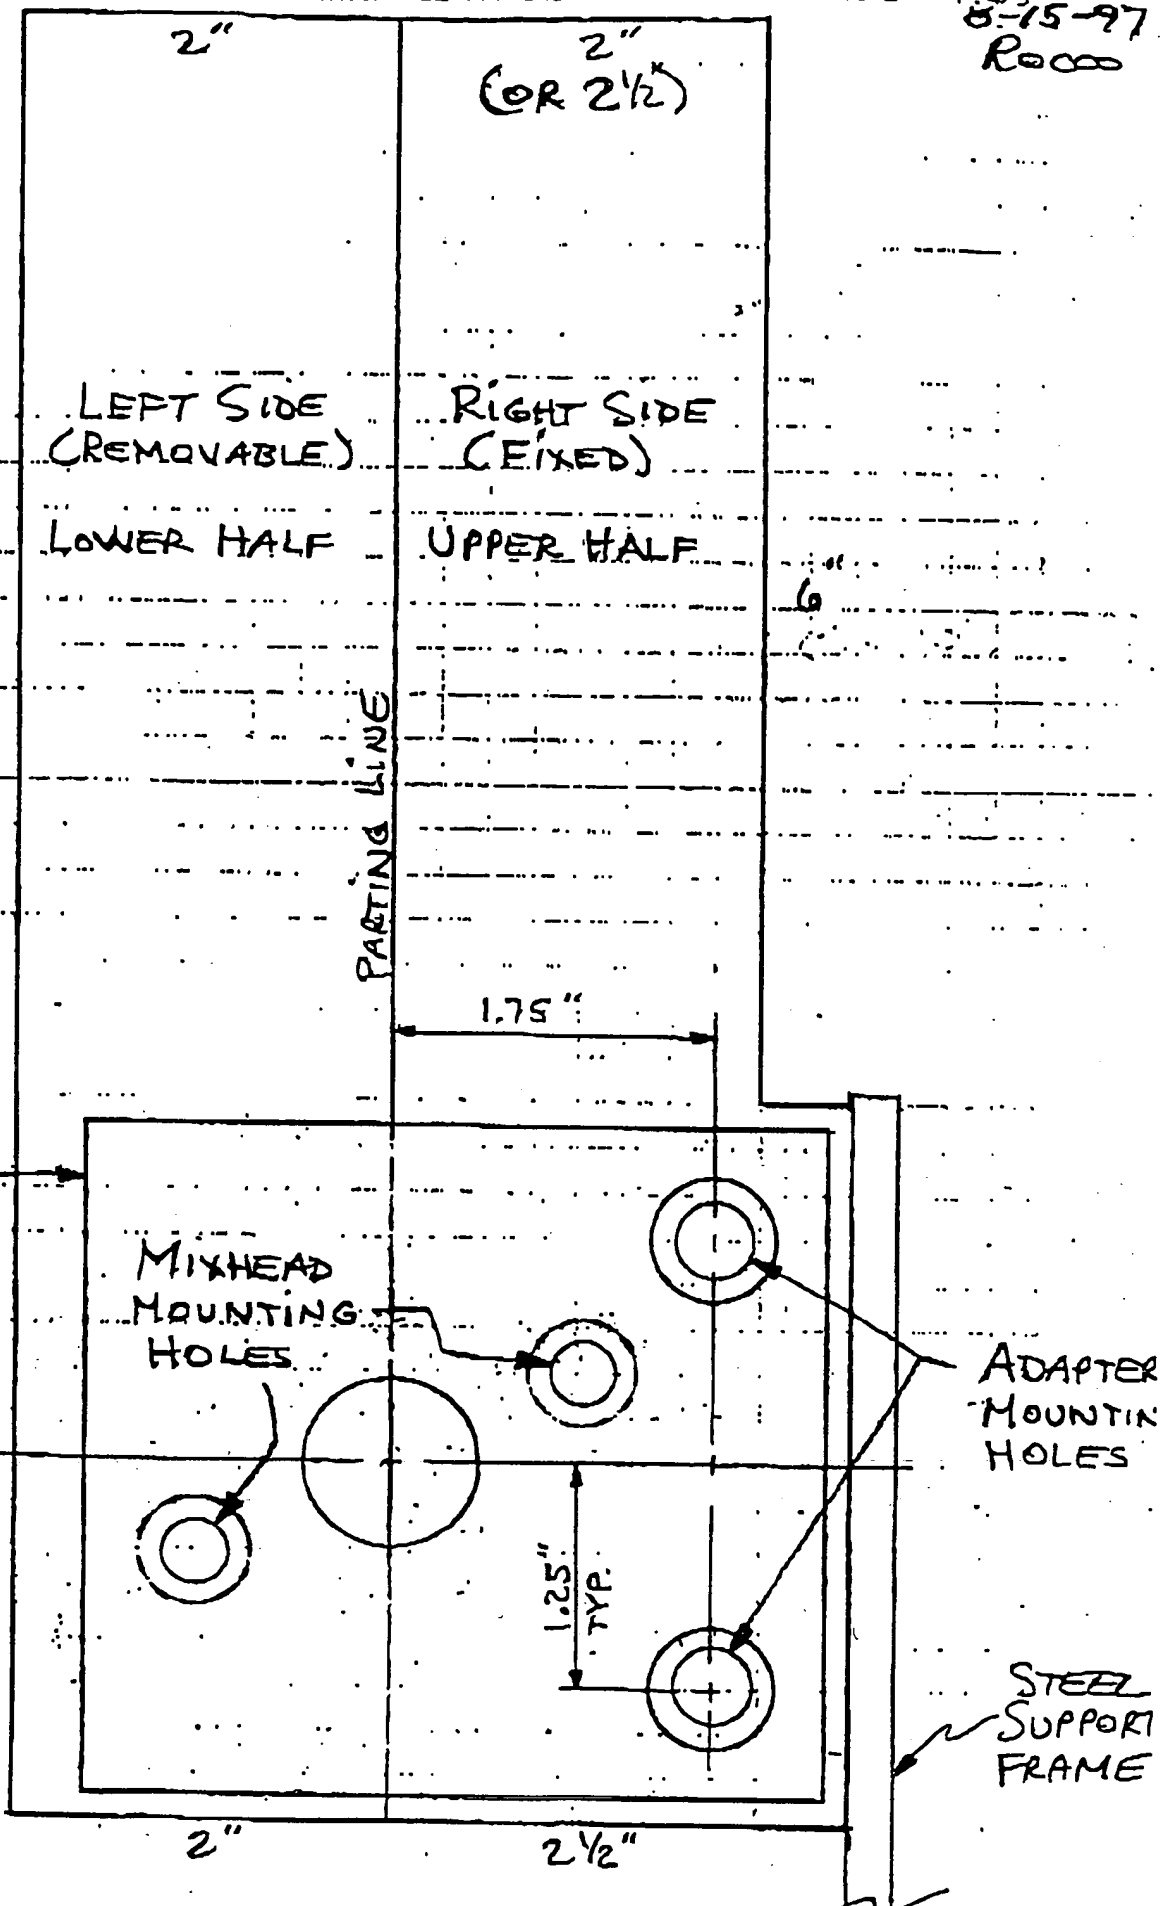 8-15-97
Rocco
2"
2"
(OR 2½")
LEFT SIDE
(REMOVABLE)
LOWER HALF
RIGHT SIDE
(FIXED)
UPPER HALF
6"
PARTING LINE
1.75"
MIXHEAD
MOUNTING
HOLES
ADAPTER
MOUNTIN
HOLES
1.25"
TYP.
STEEL
SUPPORT
FRAME
2"
2½"